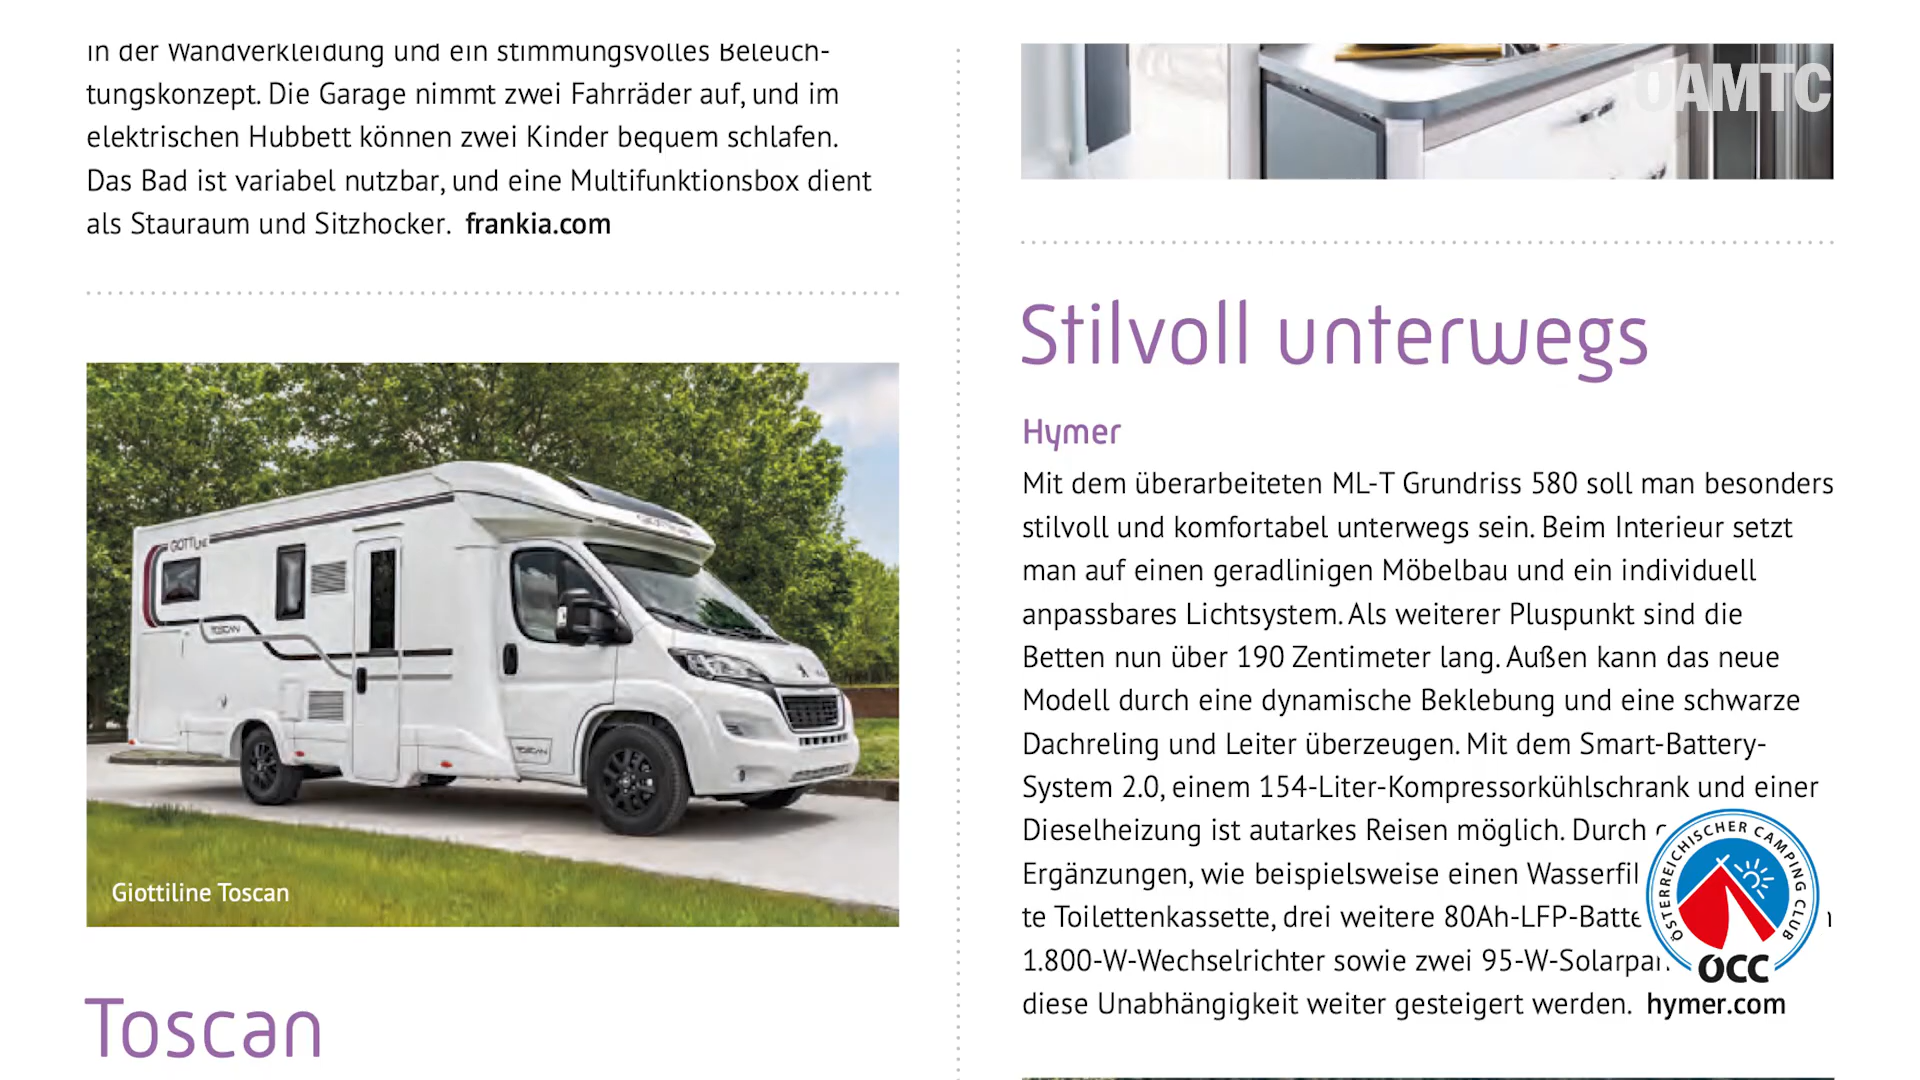 in der Wandverkleidung und ein stimmungsvolles Beleuch-
tungskonzept. Die Garage nimmt zwei Fahrräder auf, und im
elektrischen Hubbett können zwei Kinder bequem schlafen.
Das Bad ist variabel nutzbar, und eine Multifunktionsbox dient
als Stauraum und Sitzhocker. frankia.com
GIOTTILINE
TOSCAN
TOSCAN
Giottiline Toscan
Toscan
ÖAMTC
Stilvoll unterwegs
Hymer
Mit dem überarbeiteten ML-T Grundriss 580 soll man besonders
stilvoll und komfortabel unterwegs sein. Beim Interieur setzt
man auf einen geradlinigen Möbelbau und ein individuell
anpassbares Lichtsystem. Als weiterer Pluspunkt sind die
Betten nun über 190 Zentimeter lang. Außen kann das neue
Modell durch eine dynamische Beklebung und eine schwarze
Dachreling und Leiter überzeugen. Mit dem Smart-Battery-
System 2.0, einem 154-Liter-Kompressorkühlschrank und einer
Dieselheizung ist autarkes Reisen möglich. Durch
Ergänzungen, wie beispielsweise einen Wasserfil
te Toilettenkassette, drei weitere 80Ah-LFP-Batte
1.800-W-Wechselrichter sowie zwei 95-W-Solarpan
diese Unabhängigkeit weiter gesteigert werden. hymer.com
ÖSTERREICHISCHER CAMPING CLUB
ÖCC